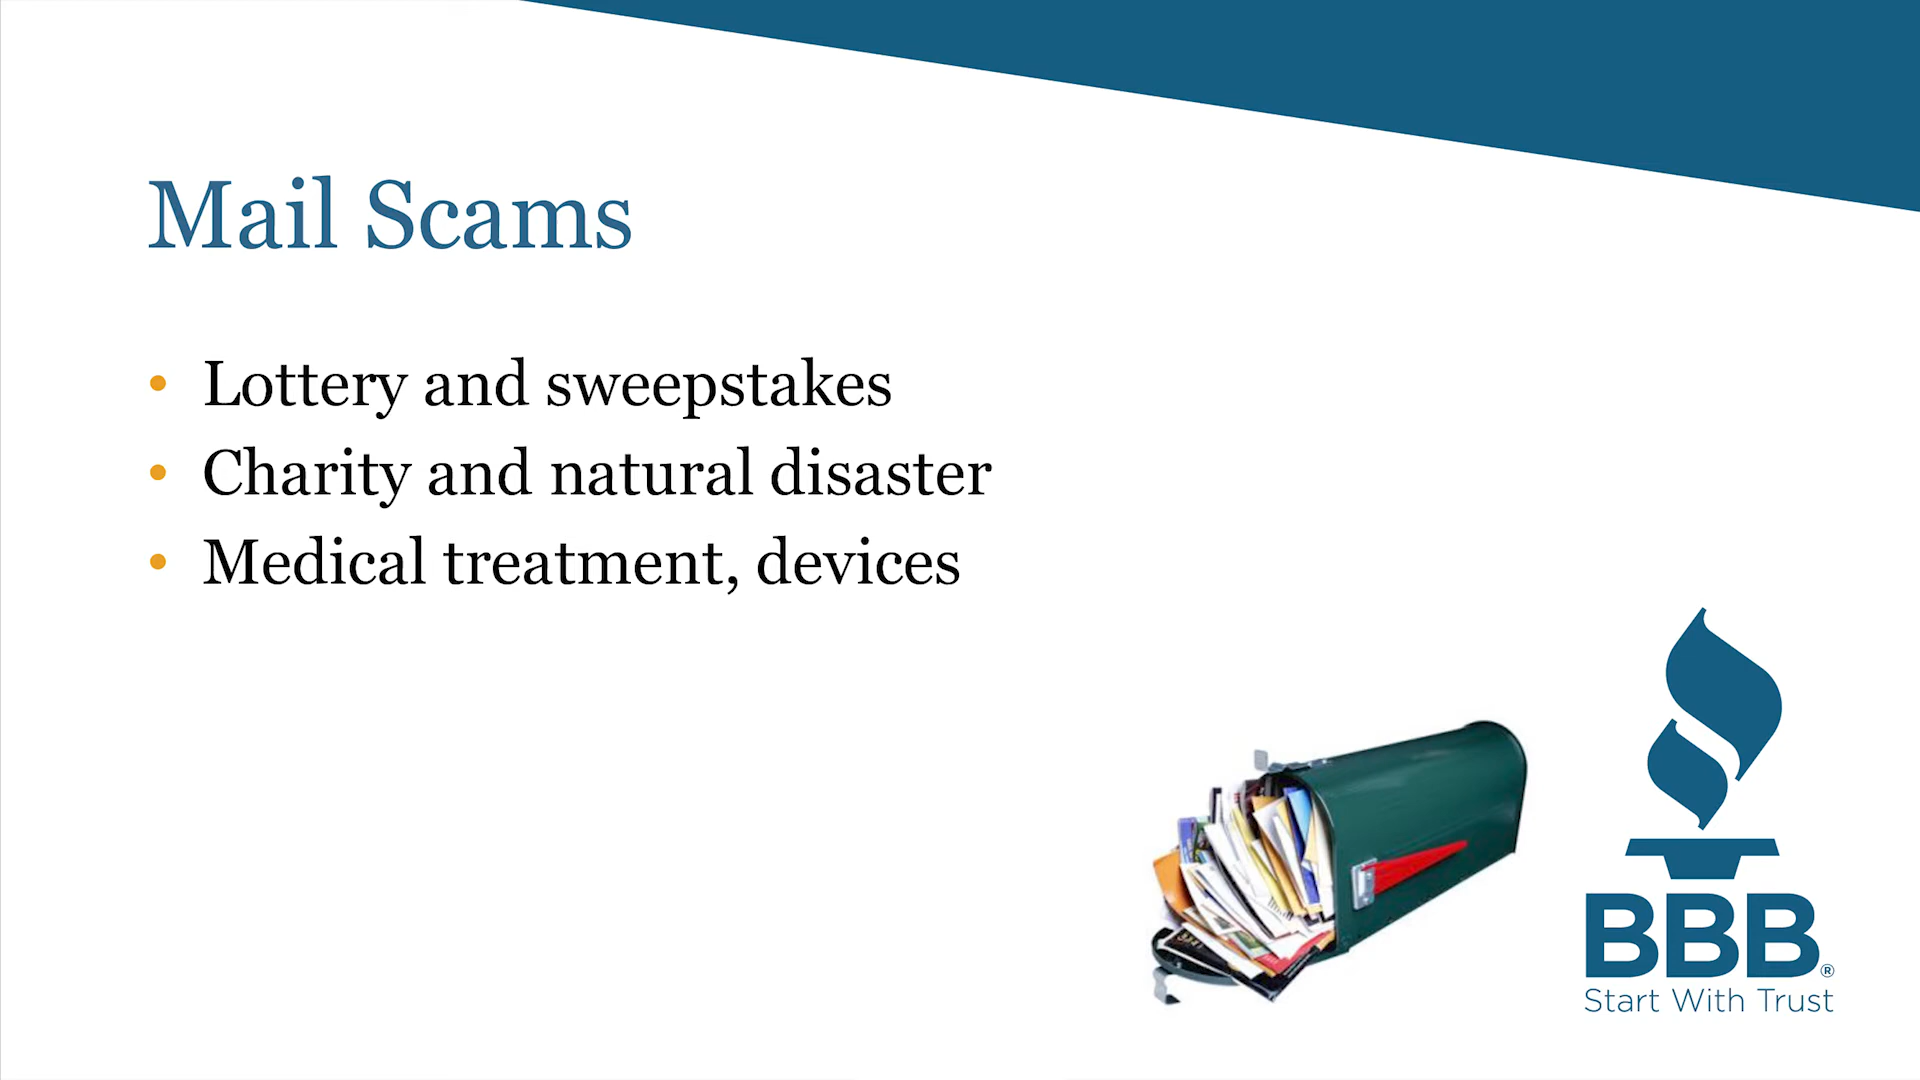 Mail Scams
• Lottery and sweepstakes
• Charity and natural disaster
• Medical treatment, devices
BBB®
Start With Trust